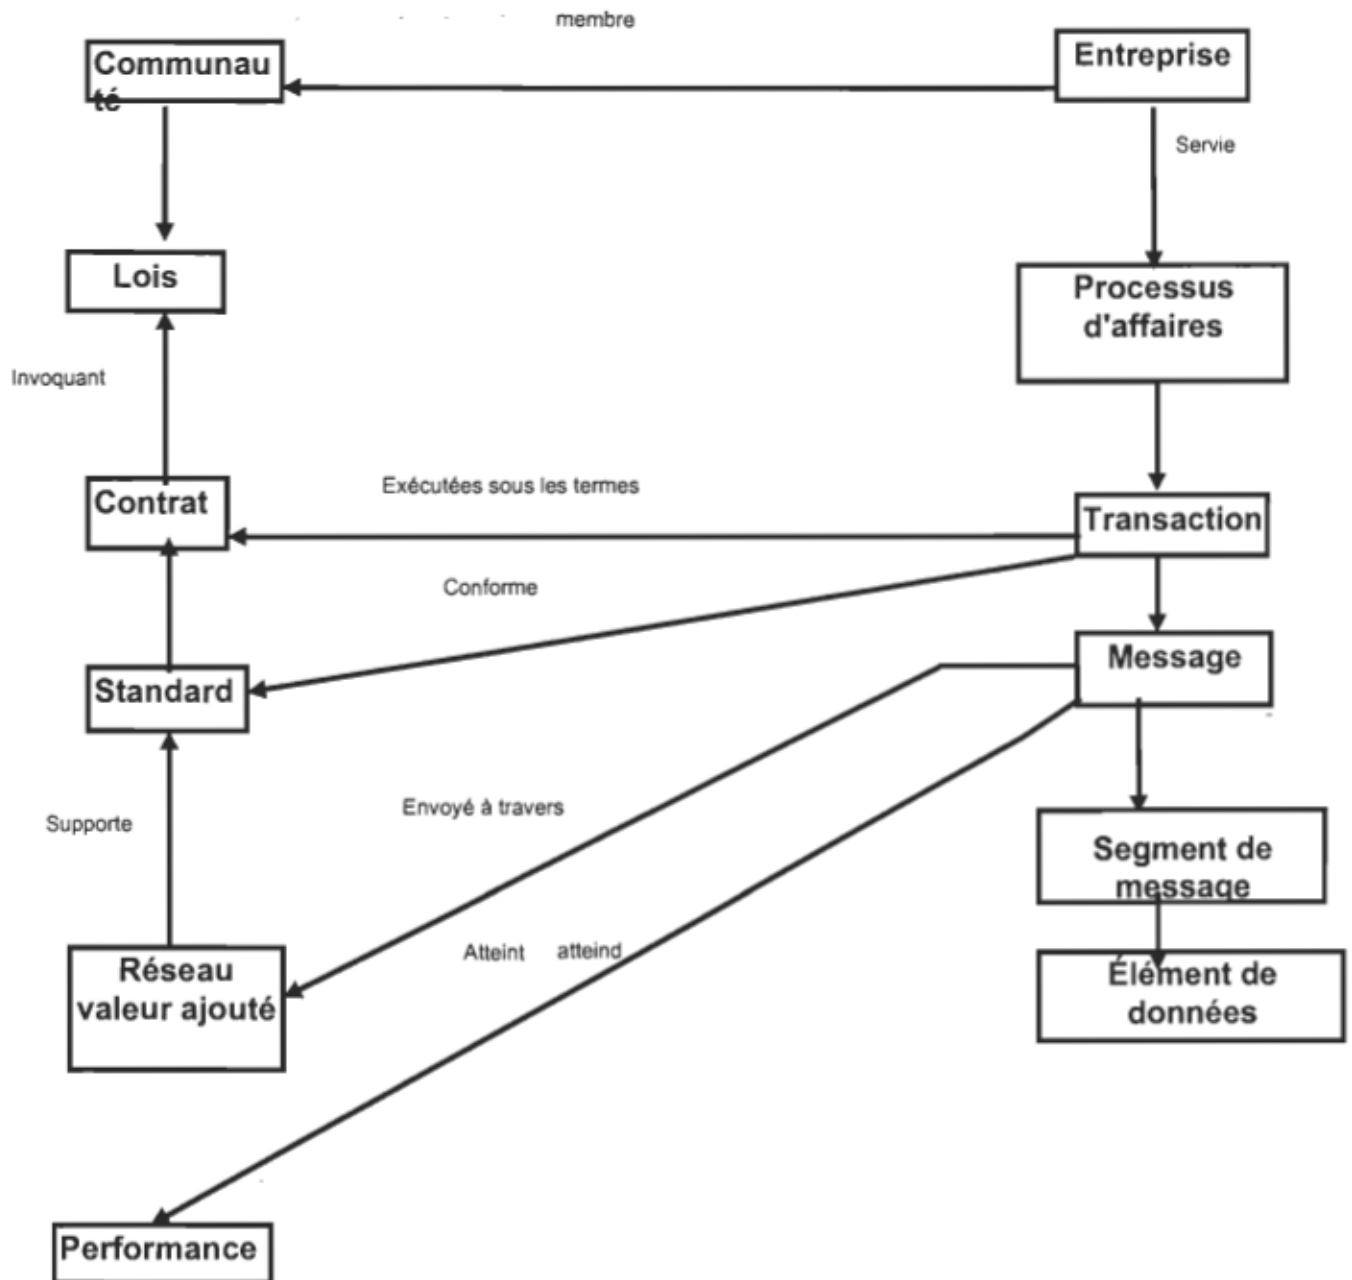 membre
Communau
té
Entreprise
Servie
Lois
Processus
d'affaires
Invoquant
Contrat
Exécutées sous les termes
Transaction
Conforme
Message
Standard
Envoyé à travers
Supporte
Segment de
message
Atteint atteind
Réseau
valeur ajouté
Élément de
données
Performance